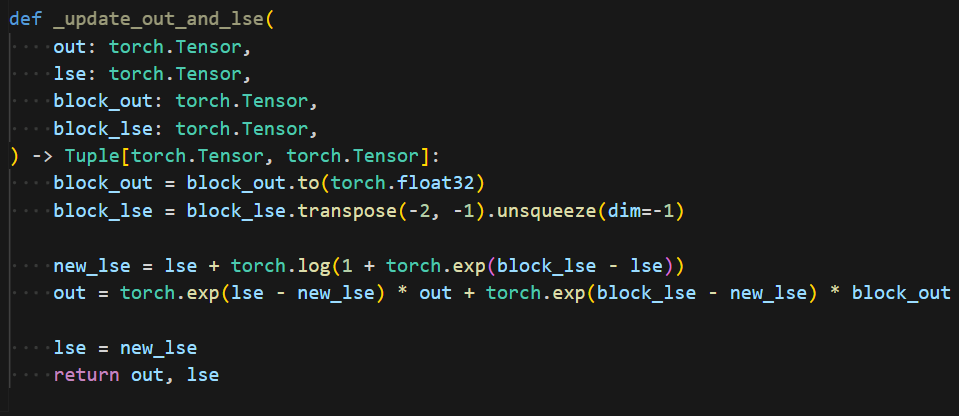 def _update_out_and_lse(
    out: torch.Tensor,
    lse: torch.Tensor,
    block_out: torch.Tensor,
    block_lse: torch.Tensor,
) -> Tuple[torch.Tensor, torch.Tensor]:
    block_out = block_out.to(torch.float32)
    block_lse = block_lse.transpose(-2, -1).unsqueeze(dim=-1)

    new_lse = lse + torch.log(1 + torch.exp(block_lse - lse))
    out = torch.exp(lse - new_lse) * out + torch.exp(block_lse - new_lse) * block_out

    lse = new_lse
    return out, lse